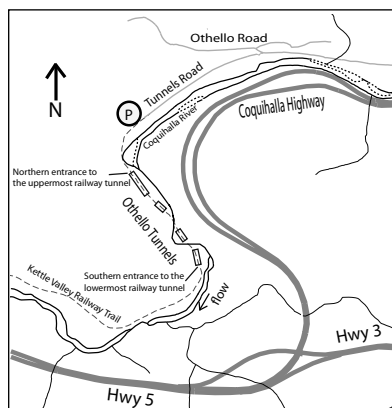 Othello Road
Tunnels Road
N
P
Coquihalla River
Coquihalla Highway
Northern entrance to
the uppermost railway tunnel
Othello Tunnels
Kettle Valley Railway Trail
Southern entrance to the
lowermost railway tunnel
flow
Hwy 3
Hwy 5